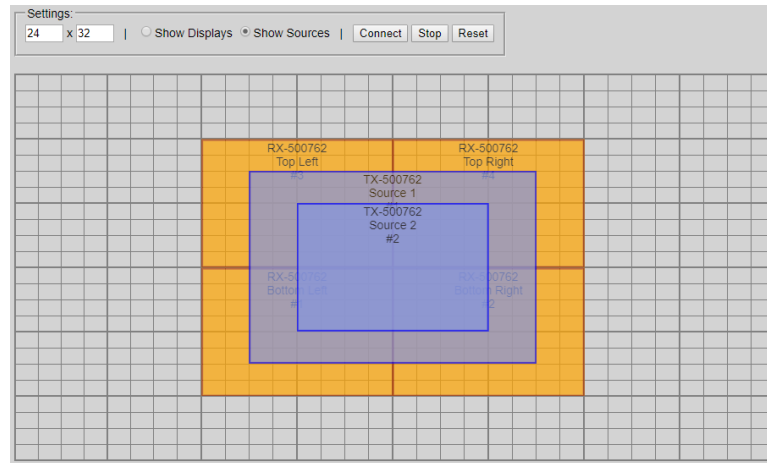 Settings:
24 x 32 | Show Displays Show Sources | Connect Stop Reset
RX-500762
Top Left
#3
RX-500762
Top Right
#4
TX-500762
Source 1
TX-500762
Source 2
#2
RX-500762
Bottom Left
RX-500762
Bottom Right
#2